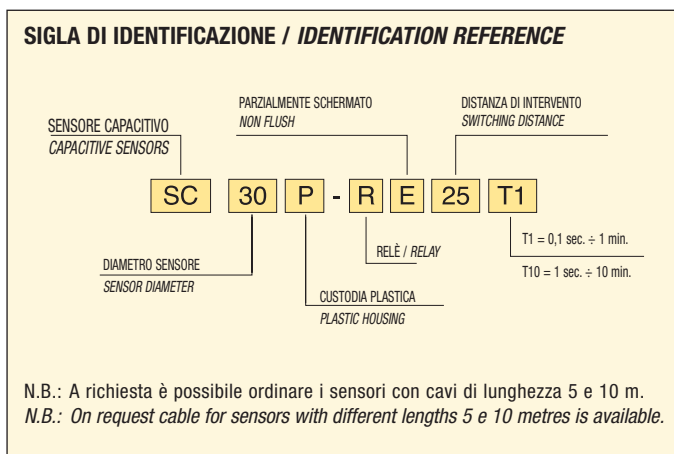 SIGLA DI IDENTIFICAZIONE / IDENTIFICATION REFERENCE
PARZIALMENTE SCHERMATO
NON FLUSH
DISTANZA DI INTERVENTO
SWITCHING DISTANCE
SENSORE CAPACITIVO
CAPACITIVE SENSORS
SC 30 P - R E 25 T1
T1 = 0,1 sec. ÷ 1 min.
RELÈ / RELAY
DIAMETRO SENSORE
SENSOR DIAMETER
T10 = 1 sec. ÷ 10 min.
CUSTODIA PLASTICA
PLASTIC HOUSING
N.B.: A richiesta è possibile ordinare i sensori con cavi di lunghezza 5 e 10 m.
N.B.: On request cable for sensors with different lengths 5 e 10 metres is available.